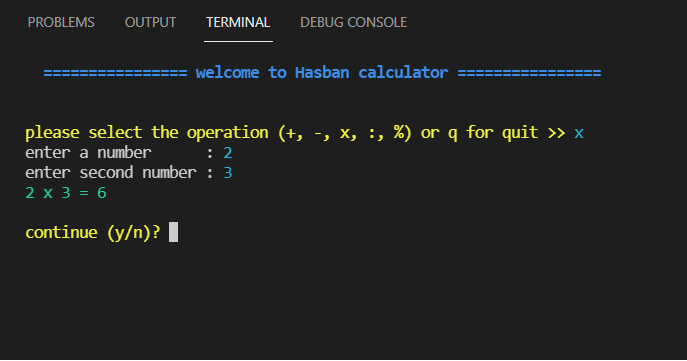 PROBLEMS OUTPUT TERMINAL DEBUG CONSOLE
================ welcome to Hasban calculator ================
please select the operation (+, -, x, :, %) or q for quit >> x
enter a number      : 2
enter second number : 3
2 x 3 = 6
continue (y/n)?